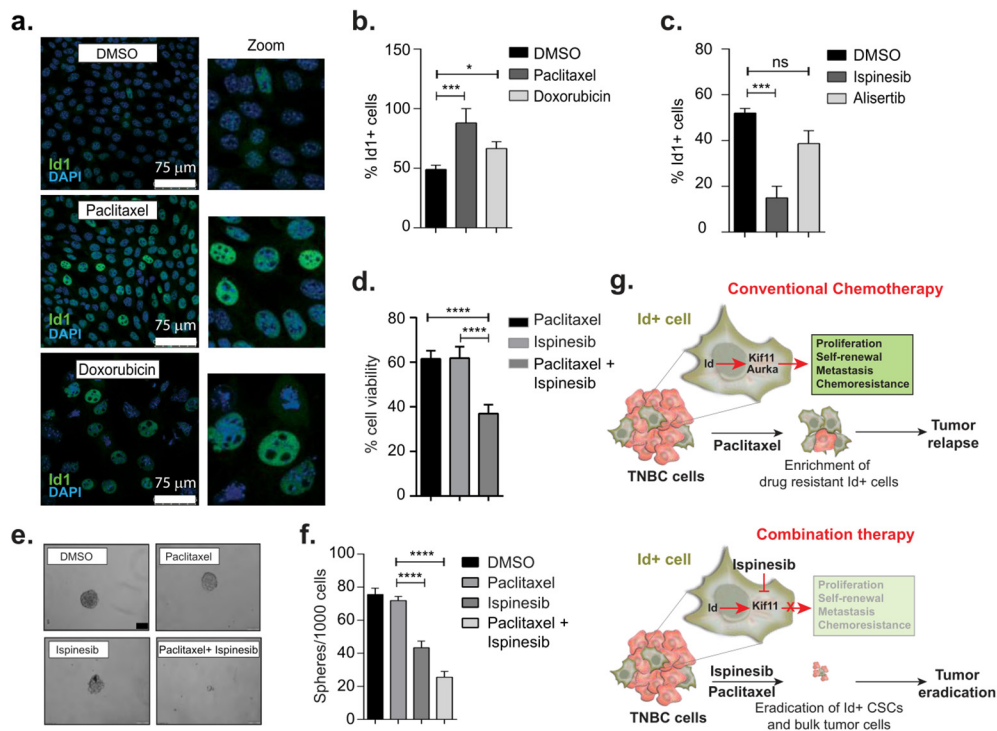 a.
DMSO
Zoom
Id1
DAPI
75 μm
Paclitaxel
Id1
DAPI
75 μm
Doxorubicin
Id1
DAPI
75 μm
b.
150
100
50
0
% Id1+ cells
*
***
DMSO
Paclitaxel
Doxorubicin
c.
80
60
40
20
0
% Id1+ cells
ns
***
DMSO
Ispinesib
Alisertib
d.
80
60
40
20
0
% cell viability
****
****
Paclitaxel
Ispinesib
Paclitaxel +
Ispinesib
e.
DMSO
Paclitaxel
Ispinesib
Paclitaxel+ Ispinesib
f.
100
80
60
40
20
0
Spheres/1000 cells
****
****
DMSO
Paclitaxel
Ispinesib
Paclitaxel +
Ispinesib
g.
Conventional Chemotherapy
Id+ cell
Id
Kif11
Aurka
Proliferation
Self-renewal
Metastasis
Chemoresistance
TNBC cells
Paclitaxel
Enrichment of
drug resistant Id+ cells
Tumor
relapse
Combination therapy
Id+ cell
Ispinesib
Id
Kif11
X
Proliferation
Self-renewal
Metastasis
Chemoresistance
TNBC cells
Ispinesib
Paclitaxel
Eradication of Id+ CSCs
and bulk tumor cells
Tumor
eradication